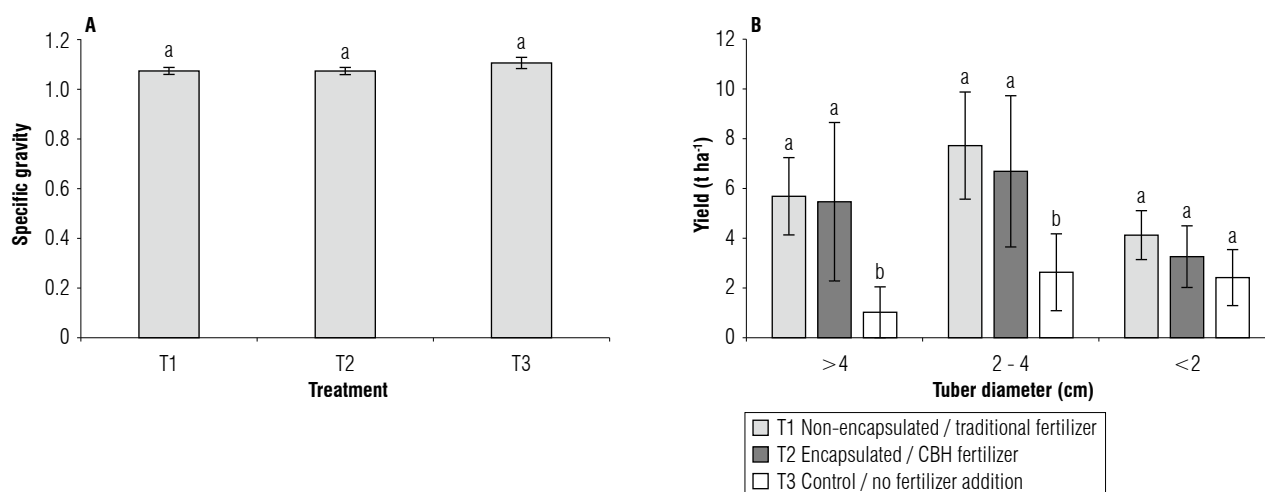 A
1.2
1.0
0.8
0.6
0.4
0.2
0
Specific gravity
a
a
a
T1
T2
T3
Treatment
B
12
10
8
6
4
2
0
Yield (t ha⁻¹)
a
a
b
a
a
b
a
a
a
>4
2 - 4
<2
Tuber diameter (cm)
T1 Non-encapsulated / traditional fertilizer
T2 Encapsulated / CBH fertilizer
T3 Control / no fertilizer addition